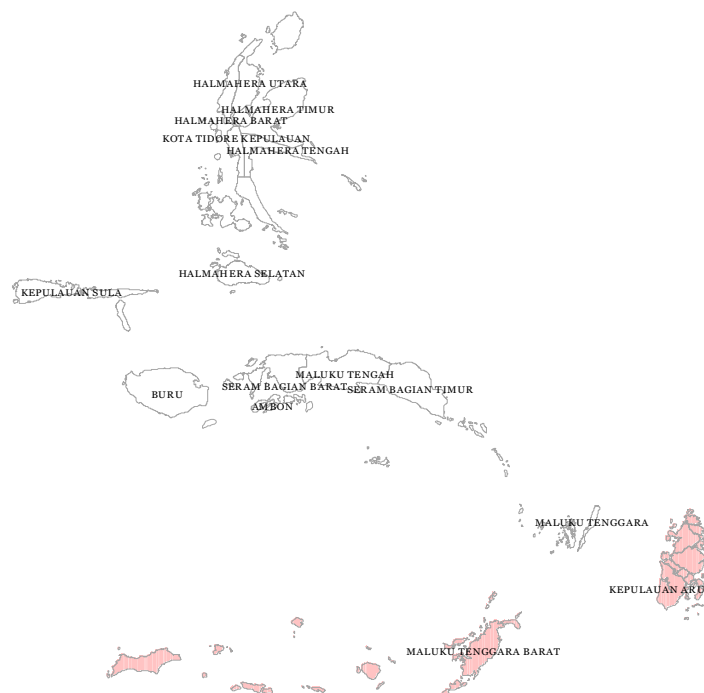 HALMAHERA UTARA
HALMAHERA TIMUR
HALMAHERA BARAT
KOTA TIDORE KEPULAUAN
HALMAHERA TENGAH
HALMAHERA SELATAN
KEPULAUAN SULA
MALUKU TENGAH
SERAM BAGIAN BARAT
SERAM BAGIAN TIMUR
BURU
AMBON
MALUKU TENGGARA
KEPULAUAN ARU
MALUKU TENGGARA BARAT